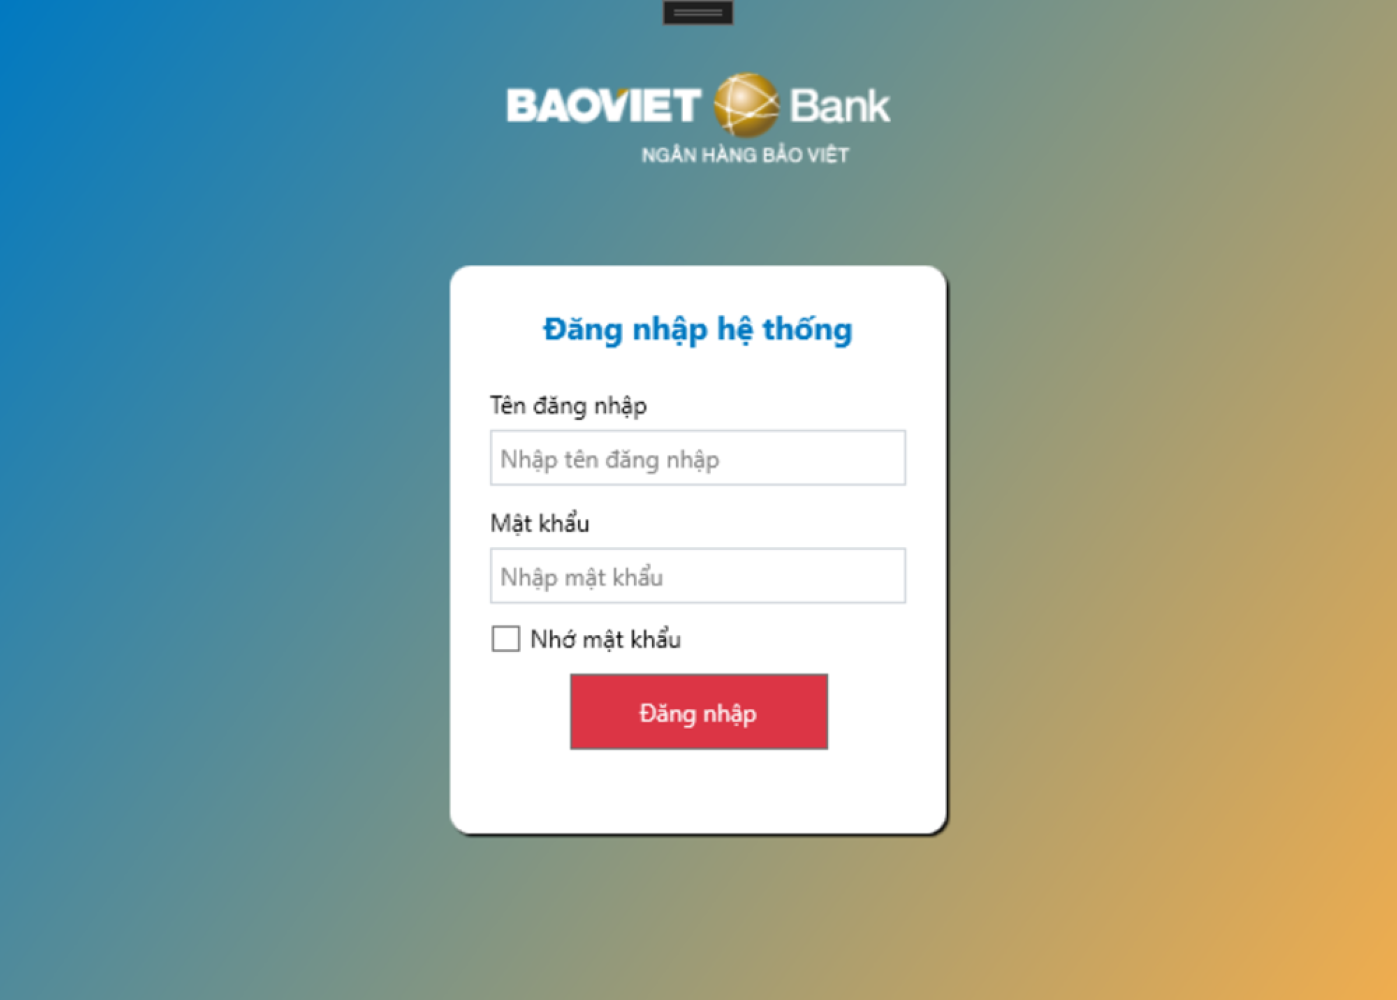 BAOVIET Bank
NGÂN HÀNG BẢO VIỆT
Đăng nhập hệ thống
Tên đăng nhập
Nhập tên đăng nhập
Mật khẩu
Nhập mật khẩu
Nhớ mật khẩu
Đăng nhập